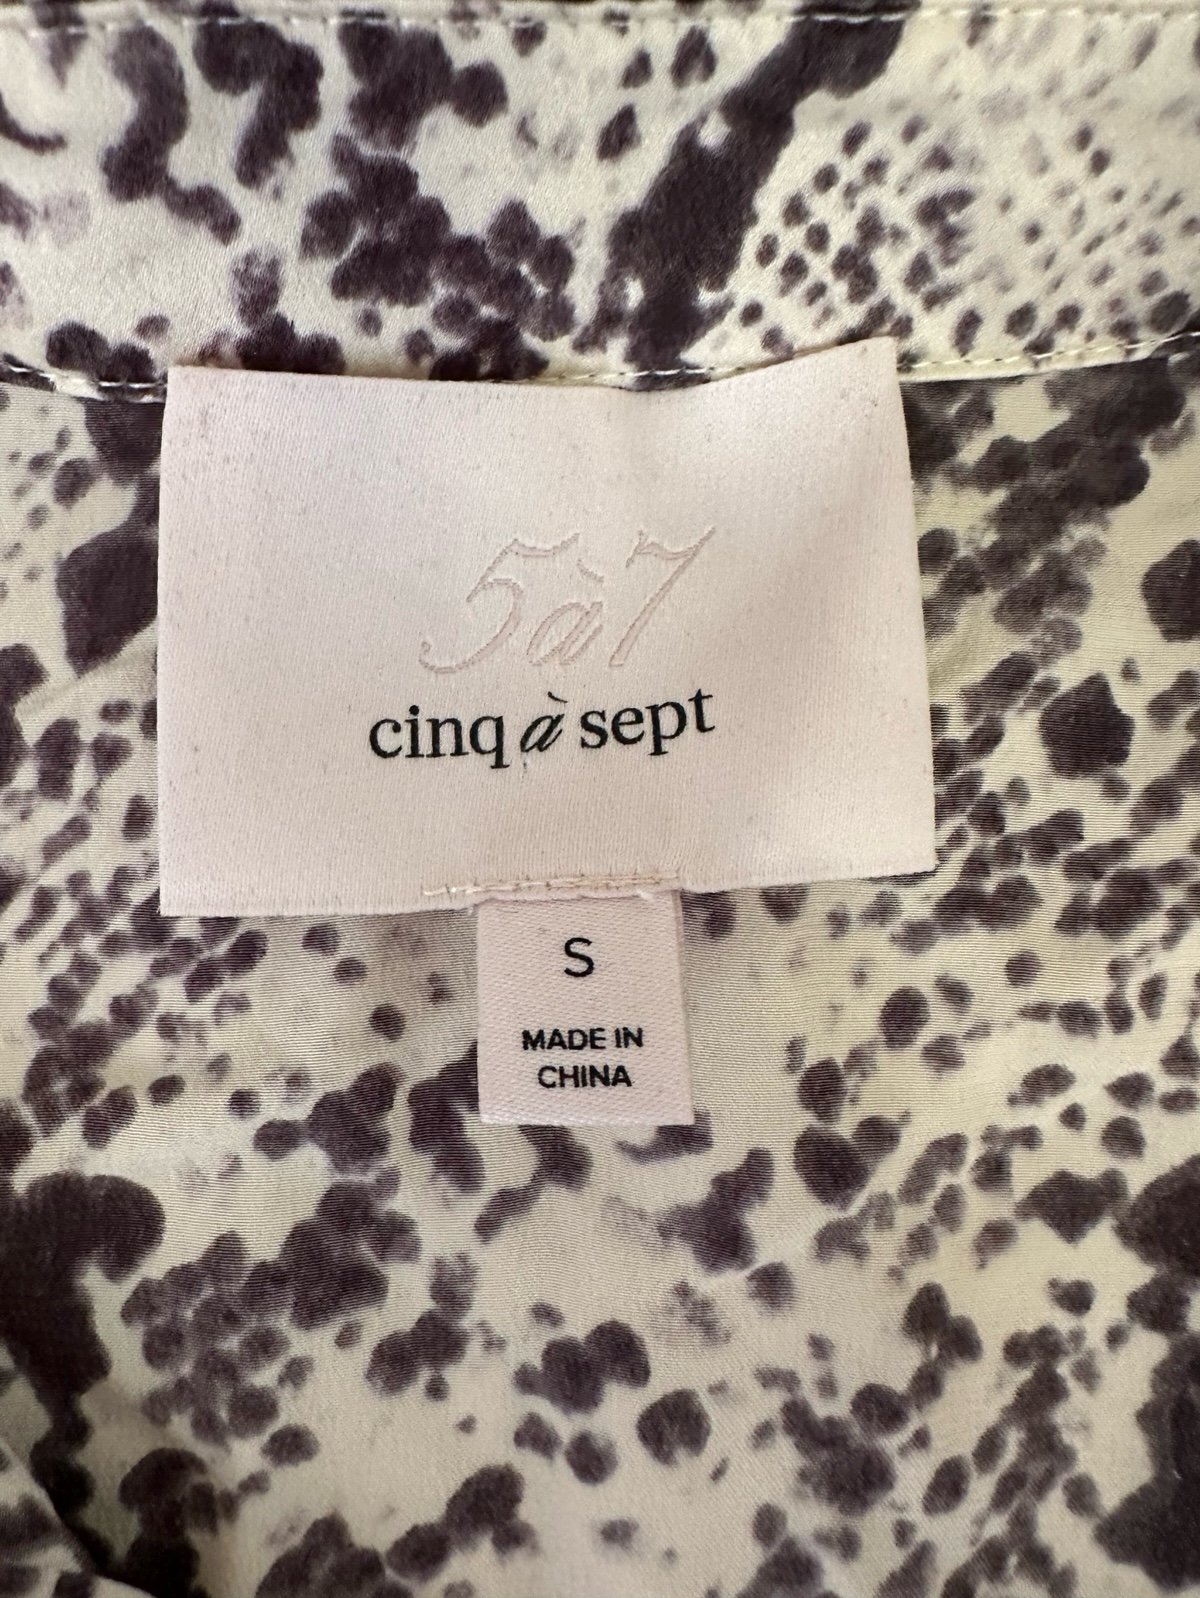 5à7
cinq à sept
S
MADE IN
CHINA